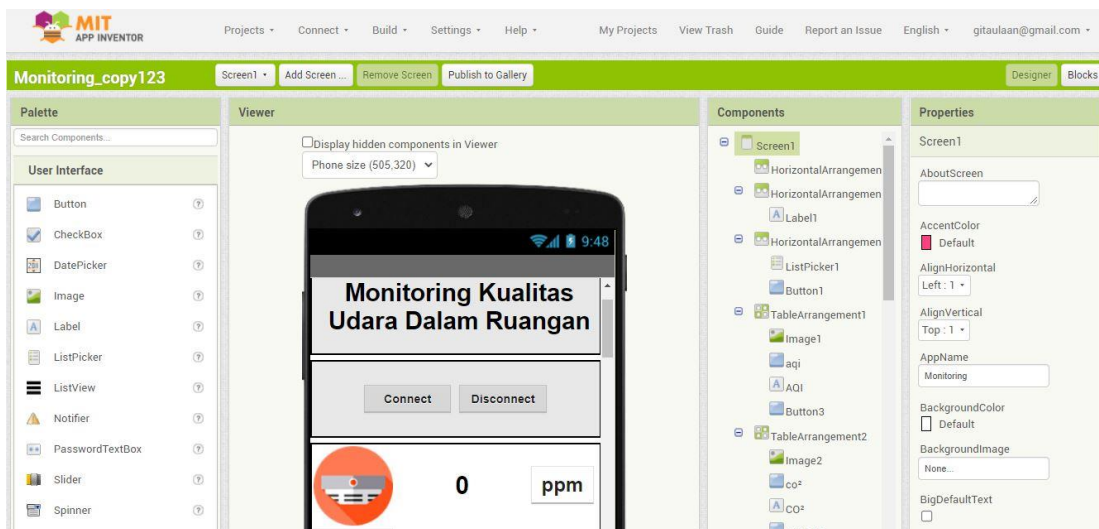 MIT
APP INVENTOR
Projects
Connect
Build
Settings
Help
My Projects
View Trash
Guide
Report an Issue
English
gitaulaan@gmail.com
Monitoring_copy123
Screen1
Add Screen ...
Remove Screen
Publish to Gallery
Designer
Blocks
Palette
Search Components...
User Interface
Button
?
CheckBox
?
DatePicker
?
Image
?
Label
?
ListPicker
?
ListView
?
Notifier
?
PasswordTextBox
?
Slider
?
Spinner
?
Viewer
Display hidden components in Viewer
Phone size (505,320)
9:48
Monitoring Kualitas
Udara Dalam Ruangan
Connect
Disconnect
0
ppm
Components
Screen1
HorizontalArrangemen
HorizontalArrangemen
A Label1
HorizontalArrangemen
ListPicker1
Button1
TableArrangement1
Image1
aqi
A AQI
Button3
TableArrangement2
Image2
co²
A CO²
Properties
Screen1
AboutScreen
AccentColor
Default
AlignHorizontal
Left : 1
AlignVertical
Top : 1
AppName
Monitoring
BackgroundColor
Default
BackgroundImage
None...
BigDefaultText